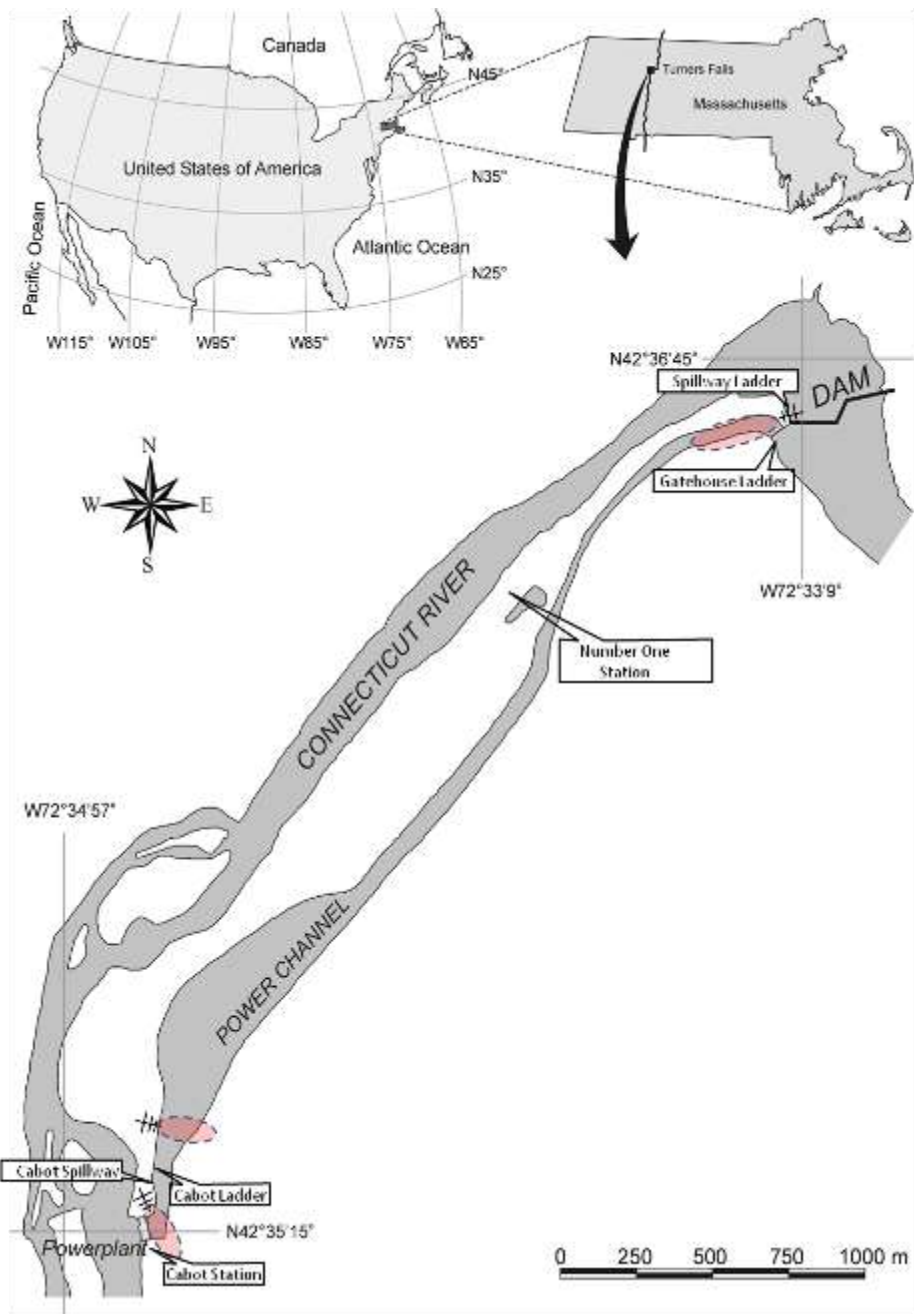 Canada
N45°
United States of America
N35°
Atlantic Ocean
Pacific Ocean
N25°
W115°
W105°
W95°
W85°
W75°
W65°
Turners Falls
Massachusetts
N42°36'45"
Spillway Ladder
DAM
Gatehouse Ladder
W72°33'9"
N
W
E
S
CONNECTICUT RIVER
Number One
Station
W72°34'57"
POWER CHANNEL
Cabot Spillway
Cabot Ladder
N42°35'15"
Powerplant
Cabot Station
0
250
500
750
1000 m